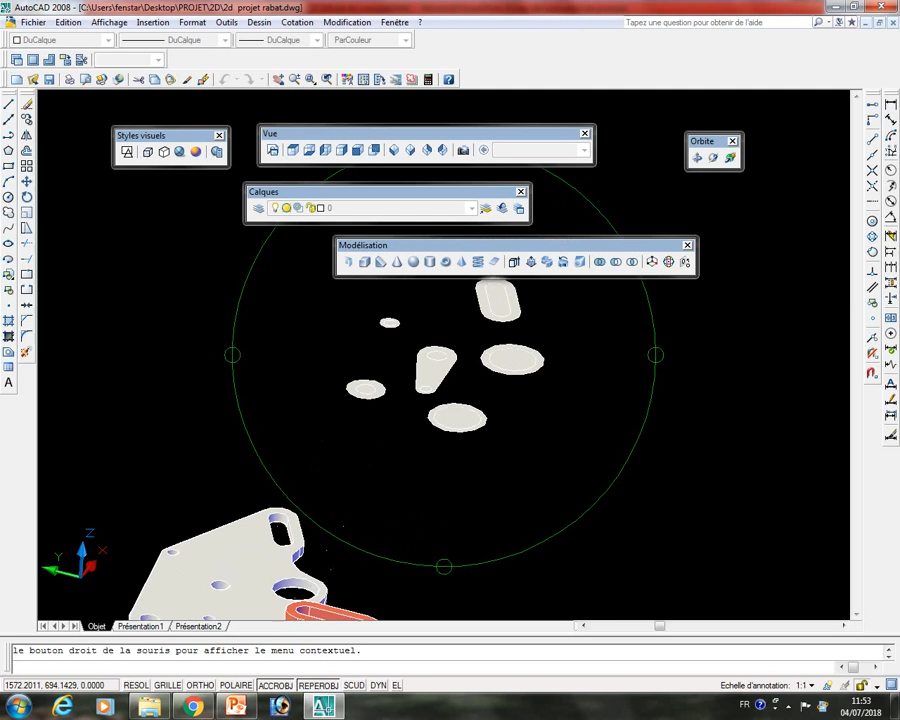 AutoCAD 2008 - [C:\Users\fenstar\Desktop\PROJET\2D\2d projet rabat.dwg]
Fichier Edition Affichage Insertion Format Outils Dessin Cotation Modification Fenêtre ?
Tapez une question pour obtenir de l'aide
DuCalque DuCalque DuCalque ParCouleur
Styles visuels
Vue
Orbite
Calques
0
Modélisation
A
Z
Y
X
Objet Présentation1 Présentation2
le bouton droit de la souris pour afficher le menu contextuel.
1572.2011, 694.1429, 0.0000 RESOL GRILLE ORTHO POLAIRE ACCROBJ REPEROBJ SCUD DYN EL Echelle d'annotation: 1:1
FR
11:53
04/07/2018